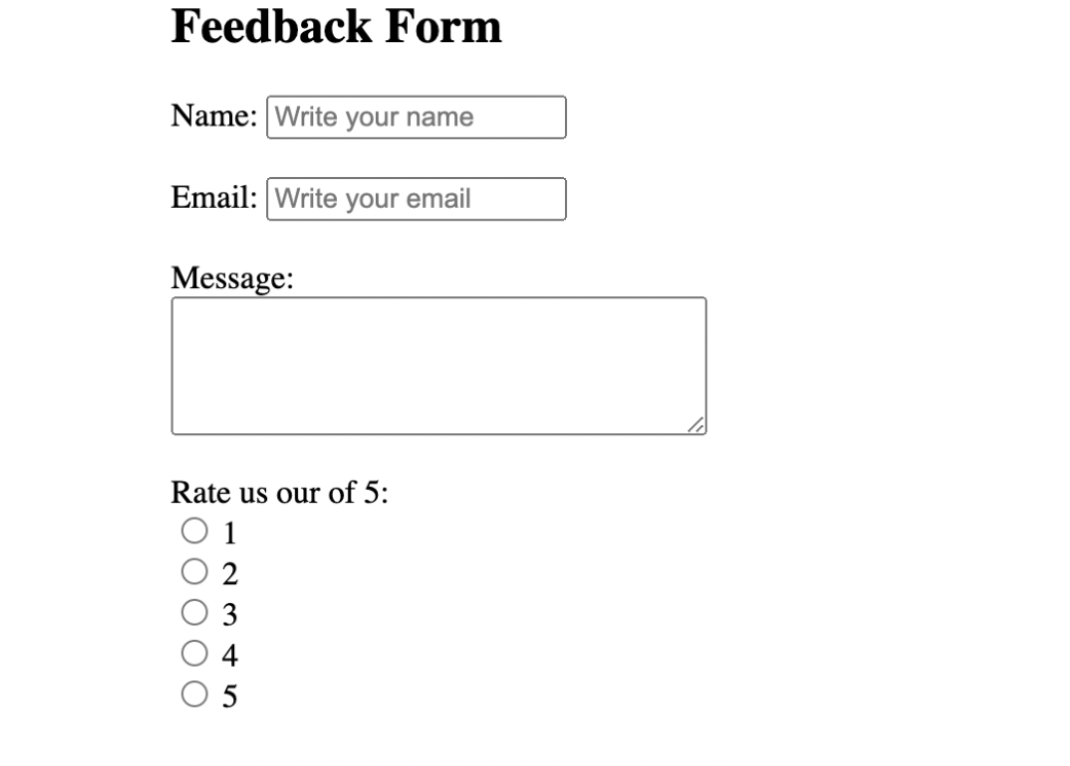 Feedback Form
Name: Write your name
Email: Write your email
Message:
Rate us our of 5:
1
2
3
4
5